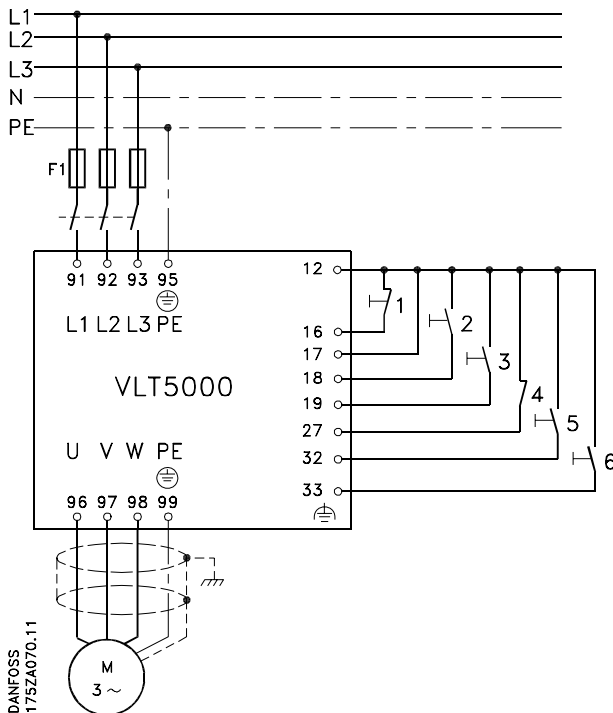 L1
L2
L3
N
PE
F1
91 92 93 95
L1 L2 L3 PE
12
16
17
18
19
27
32
33
1
2
3
4
5
6
VLT5000
U V W PE
96 97 98 99
M
3 ~
DANFOSS
175ZA070.11